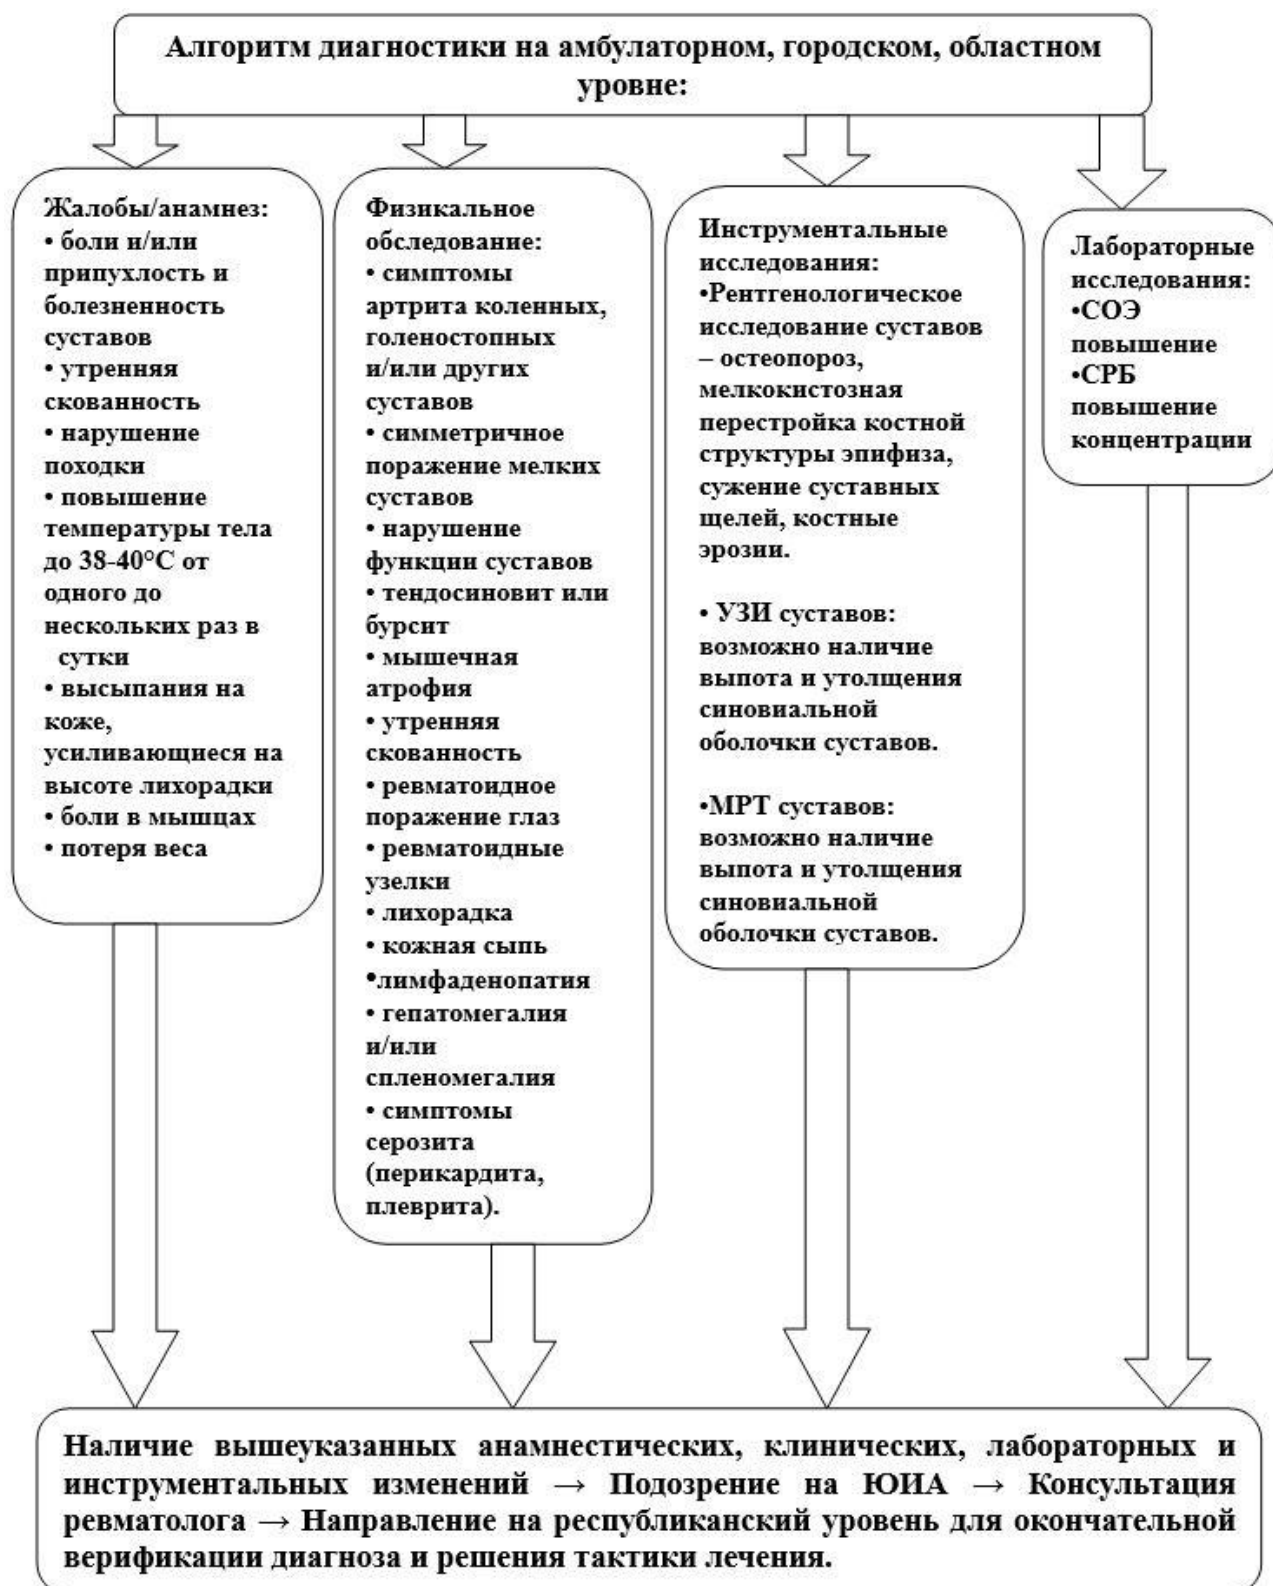 Алгоритм диагностики на амбулаторном, городском, областном
уровне:
Жалобы/анамнез:
• боли и/или
припухлость и
болезненность
суставов
• утренняя
скованность
• нарушение
походки
• повышение
температуры тела
до 38-40°С от
одного до
нескольких раз в
сутки
• высыпания на
коже,
усиливающиеся на
высоте лихорадки
• боли в мышцах
• потеря веса
Физикальное
обследование:
• симптомы
артрита коленных,
голеностопных
и/или других
суставов
• симметричное
поражение мелких
суставов
• нарушение
функции суставов
• тендосиновит или
бурсит
• мышечная
атрофия
• утренняя
скованность
• ревматоидное
поражение глаз
• ревматоидные
узелки
• лихорадка
• кожная сыпь
•лимфаденопатия
• гепатомегалия
и/или
спленомегалия
• симптомы
серозита
(перикардита,
плеврита).
Инструментальные
исследования:
•Рентгенологическое
исследование суставов
– остеопороз,
мелкокистозная
перестройка костной
структуры эпифиза,
сужение суставных
щелей, костные
эрозии.
• УЗИ суставов:
возможно наличие
выпота и утолщения
синовиальной
оболочки суставов.
•МРТ суставов:
возможно наличие
выпота и утолщения
синовиальной
оболочки суставов.
Лабораторные
исследования:
•СОЭ
повышение
•СРБ
повышение
концентрации
Наличие вышеуказанных анамнестических, клинических, лабораторных и
инструментальных изменений → Подозрение на ЮИА → Консультация
ревматолога → Направление на республиканский уровень для окончательной
верификации диагноза и решения тактики лечения.